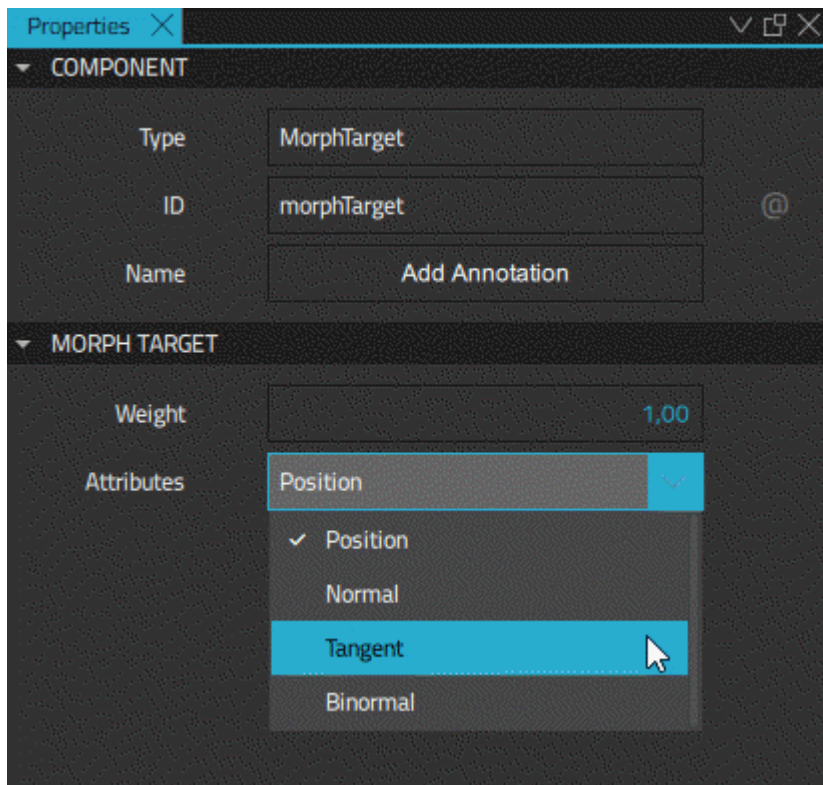 Properties
COMPONENT
Type MorphTarget
ID morphTarget @
Name Add Annotation
MORPH TARGET
Weight 1,00
Attributes Position
Position
Normal
Tangent
Binormal